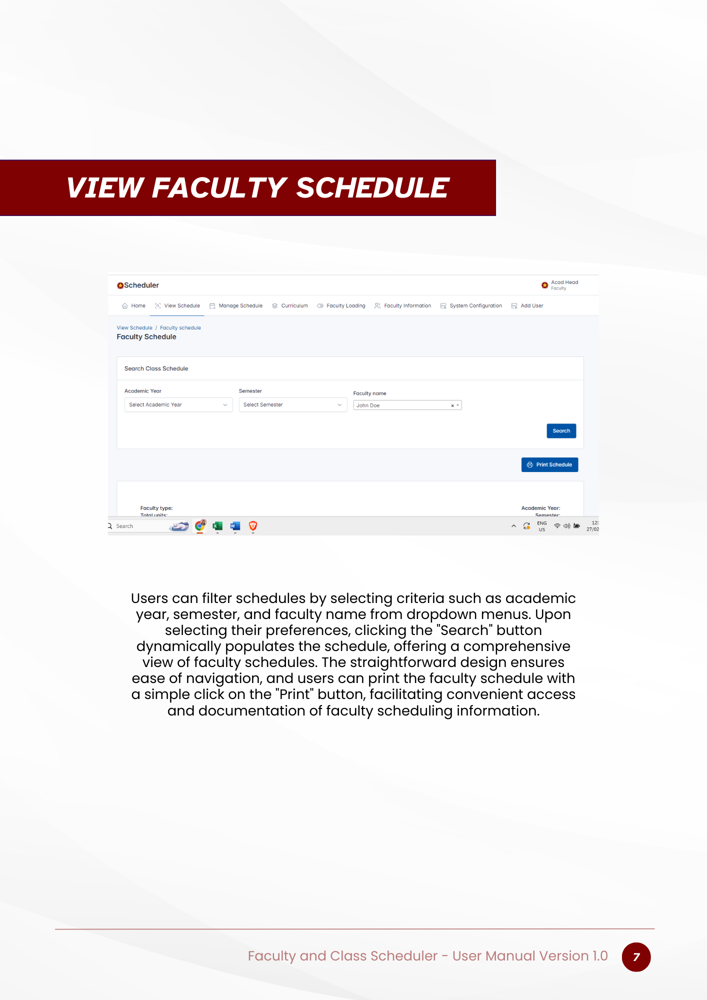 VIEW FACULTY SCHEDULE
Scheduler
Acad Head
Faculty
Home View Schedule Manage Schedule Curriculum Faculty Loading Faculty Information System Configuration Add User
View Schedule / Faculty schedule
Faculty Schedule
Search Class Schedule
Academic Year Semester Faculty name
Select Academic Year Select Semester John Doe
Search
Print Schedule
Faculty type: Academic Year:
Total units: Semester:
Search
ENG
US
12:
27/02
Users can filter schedules by selecting criteria such as academic
year, semester, and faculty name from dropdown menus. Upon
selecting their preferences, clicking the "Search" button
dynamically populates the schedule, offering a comprehensive
view of faculty schedules. The straightforward design ensures
ease of navigation, and users can print the faculty schedule with
a simple click on the "Print" button, facilitating convenient access
and documentation of faculty scheduling information.
Faculty and Class Scheduler - User Manual Version 1.0 7